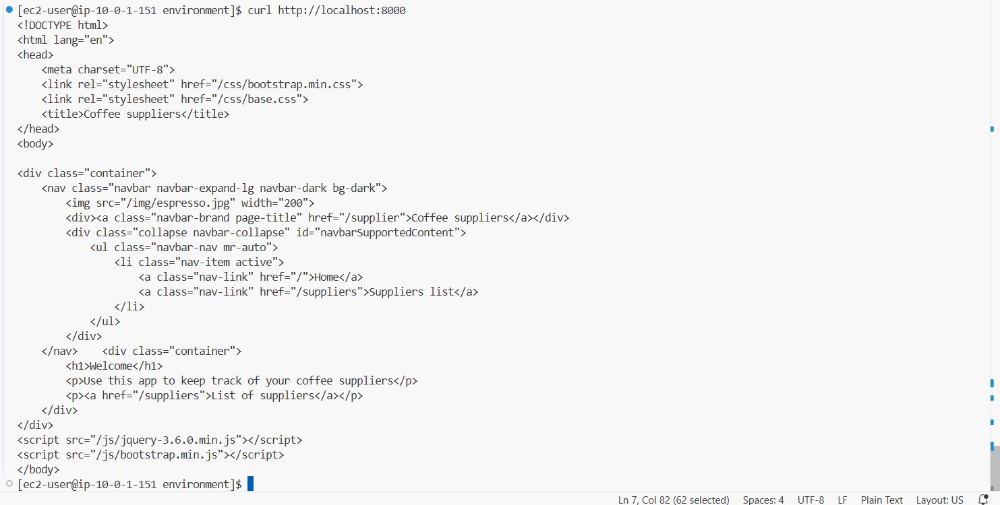 [ec2-user@ip-10-0-1-151 environment]$ curl http://localhost:8000
<!DOCTYPE html>
<html lang="en">
<head>
    <meta charset="UTF-8">
    <link rel="stylesheet" href="/css/bootstrap.min.css">
    <link rel="stylesheet" href="/css/base.css">
    <title>Coffee suppliers</title>
</head>
<body>

<div class="container">
    <nav class="navbar navbar-expand-lg navbar-dark bg-dark">
        <img src="/img/espresso.jpg" width="200">
        <div><a class="navbar-brand page-title" href="/supplier">Coffee suppliers</a></div>
        <div class="collapse navbar-collapse" id="navbarSupportedContent">
            <ul class="navbar-nav mr-auto">
                <li class="nav-item active">
                    <a class="nav-link" href="/">Home</a>
                    <a class="nav-link" href="/suppliers">Suppliers list</a>
                </li>
            </ul>
        </div>
    </nav>    <div class="container">
        <h1>Welcome</h1>
        <p>Use this app to keep track of your coffee suppliers</p>
        <p><a href="/suppliers">List of suppliers</a></p>
    </div>
</div>
<script src="/js/jquery-3.6.0.min.js"></script>
<script src="/js/bootstrap.min.js"></script>
</body>
[ec2-user@ip-10-0-1-151 environment]$
Ln 7, Col 82 (62 selected) Spaces: 4 UTF-8 LF Plain Text Layout: US